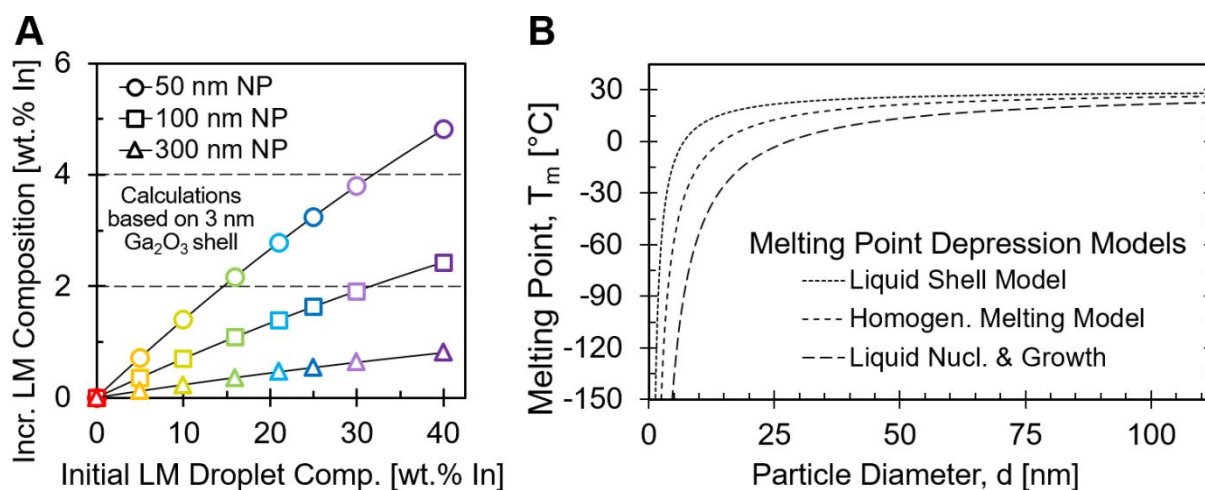 A
Incr. LM Composition [wt.% In]
6
4
2
0
50 nm NP
100 nm NP
300 nm NP
Calculations
based on 3 nm
Ga₂O₃ shell
0 10 20 30 40
Initial LM Droplet Comp. [wt.% In]
B
Melting Point, Tₘ [°C]
30
0
-30
-60
-90
-120
-150
Melting Point Depression Models
Liquid Shell Model
Homogen. Melting Model
Liquid Nucl. & Growth
0 25 50 75 100
Particle Diameter, d [nm]